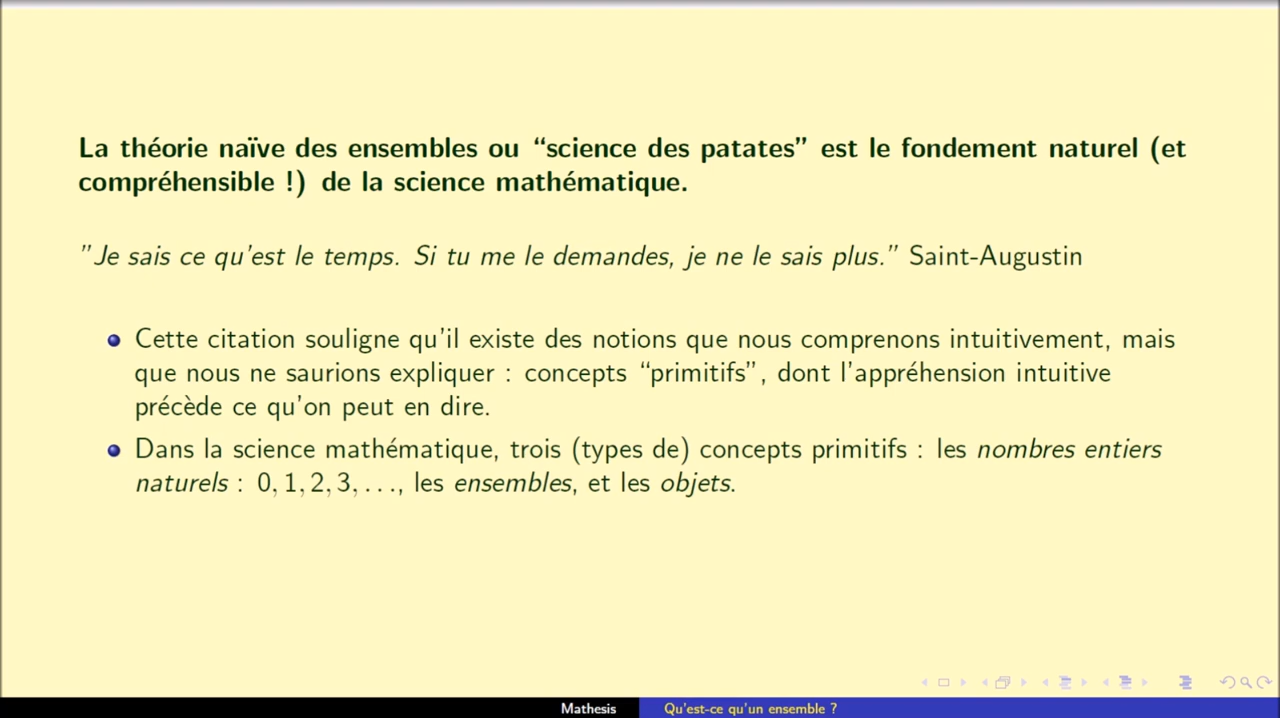 La théorie naïve des ensembles ou “science des patates” est le fondement naturel (et
compréhensible !) de la science mathématique.
”Je sais ce qu'est le temps. Si tu me le demandes, je ne le sais plus.” Saint-Augustin
Cette citation souligne qu'il existe des notions que nous comprenons intuitivement, mais
que nous ne saurions expliquer : concepts “primitifs”, dont l'appréhension intuitive
précède ce qu'on peut en dire.
Dans la science mathématique, trois (types de) concepts primitifs : les nombres entiers
naturels : 0, 1, 2, 3, . . ., les ensembles, et les objets.
Mathesis
Qu'est-ce qu'un ensemble ?